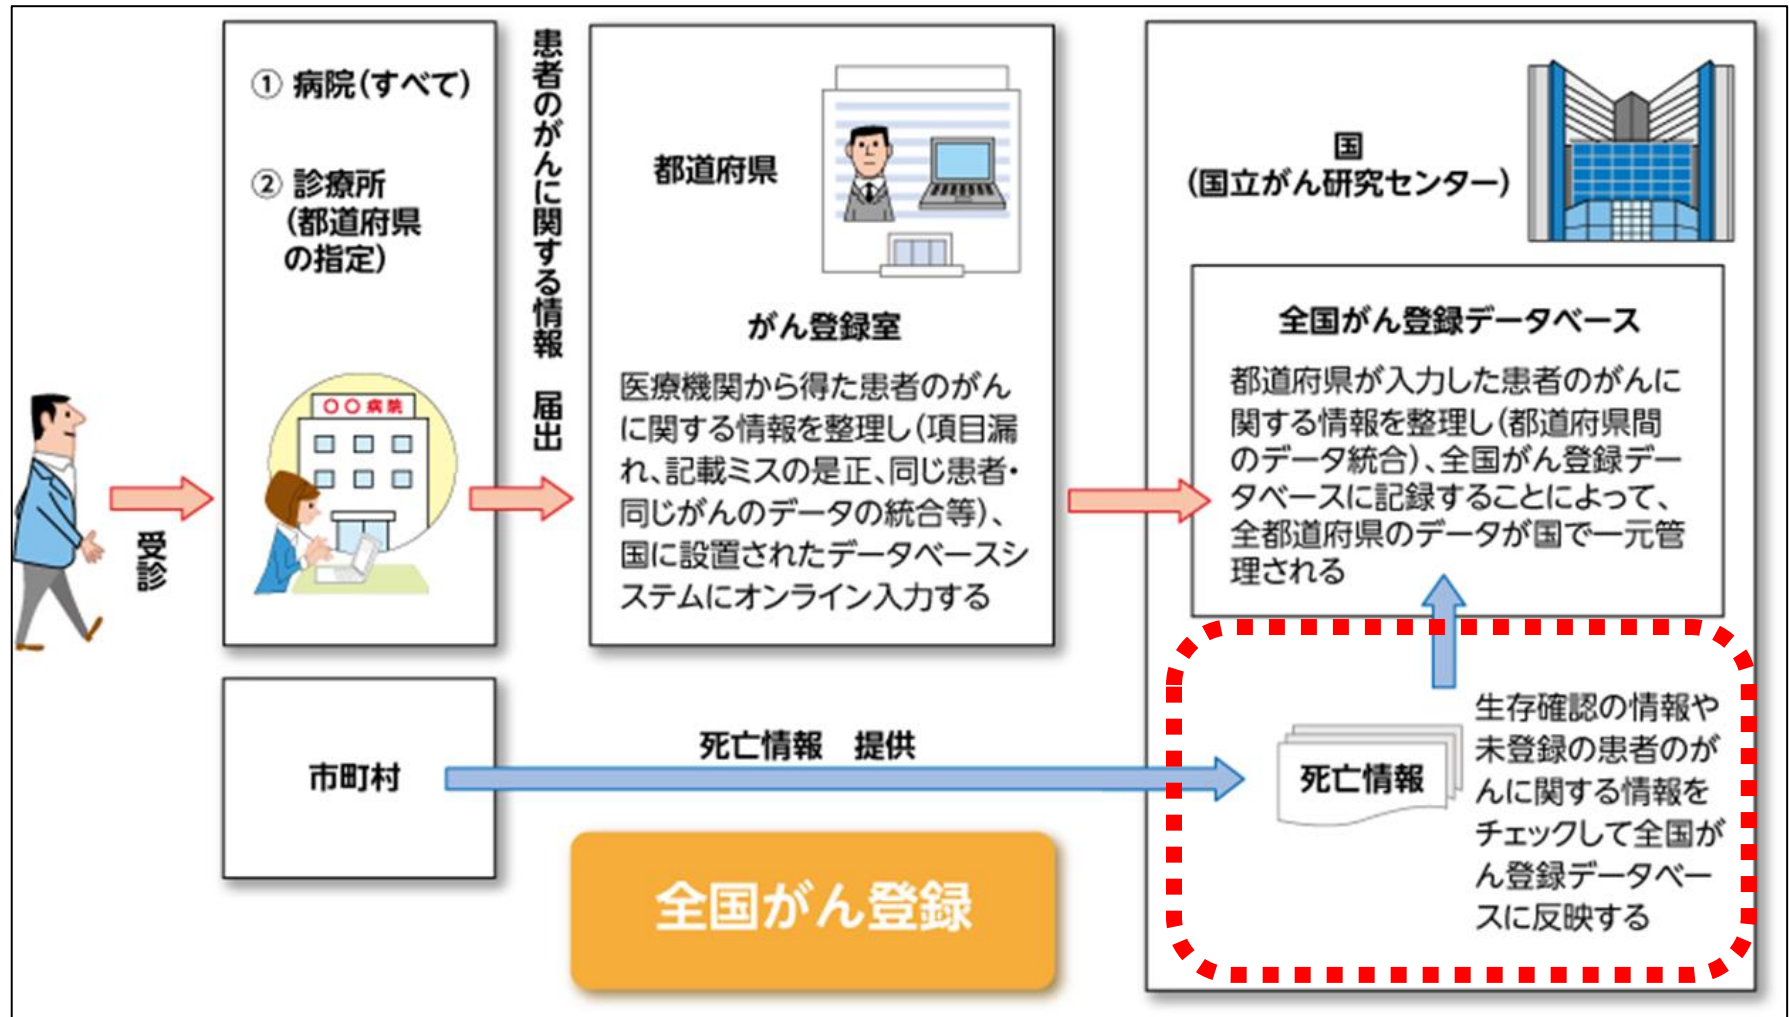 ① 病院(すべて)
② 診療所
(都道府県
の指定)
〇〇病院
受診
患者のがんに関する情報 届出
都道府県
がん登録室
医療機関から得た患者のがん
に関する情報を整理し(項目漏
れ、記載ミスの是正、同じ患者・
同じがんのデータの統合等)、
国に設置されたデータベースシ
ステムにオンライン入力する
国
(国立がん研究センター)
全国がん登録データベース
都道府県が入力した患者のがんに
関する情報を整理し(都道府県間
のデータ統合)、全国がん登録デー
タベースに記録することによって、
全都道府県のデータが国で一元管
理される
市町村
死亡情報 提供
死亡情報
生存確認の情報や
未登録の患者のが
んに関する情報を
チェックして全国が
ん登録データベー
スに反映する
全国がん登録